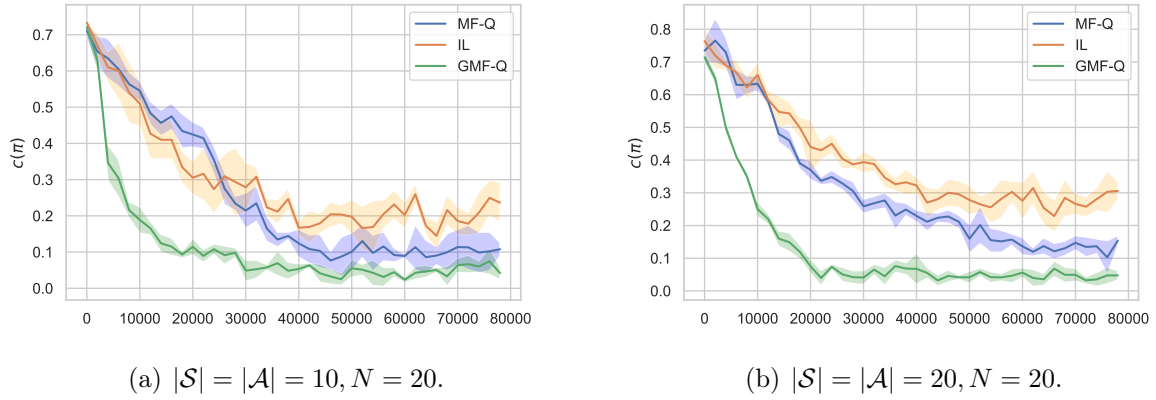 0.7
0.6
0.5
0.4
0.3
0.2
0.1
0.0
c(π)
MF-Q
IL
GMF-Q
0 10000 20000 30000 40000 50000 60000 70000 80000
(a) |𝒮| = |𝒜| = 10, N = 20.
0.8
0.7
0.6
0.5
0.4
0.3
0.2
0.1
0.0
c(π)
MF-Q
IL
GMF-Q
0 10000 20000 30000 40000 50000 60000 70000 80000
(b) |𝒮| = |𝒜| = 20, N = 20.